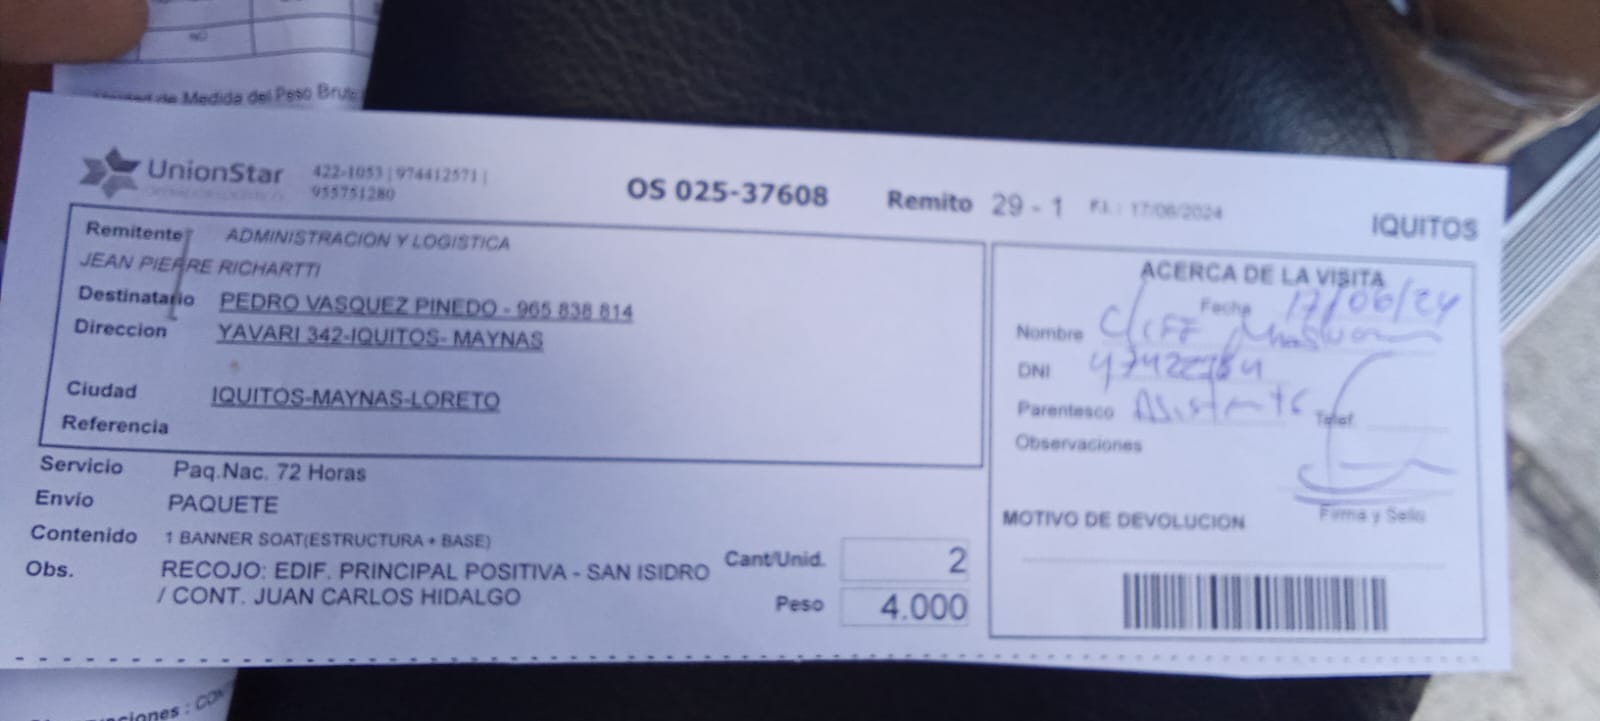 NO
de Medida del Peso Bruto
UnionStar 422-1053 | 974412571 |
955751280
OS 025-37608 Remito 29 - 1 F.I. : 17/06/2024 IQUITOS
Remitente ADMINISTRACION Y LOGISTICA
JEAN PIERRE RICHARTTI
Destinatario PEDRO VASQUEZ PINEDO - 965 838 814
Direccion YAVARI 342-IQUITOS- MAYNAS
Ciudad IQUITOS-MAYNAS-LORETO
Referencia
Servicio Paq.Nac. 72 Horas
Envio PAQUETE
Contenido 1 BANNER SOAT(ESTRUCTURA + BASE)
Obs. RECOJO: EDIF. PRINCIPAL POSITIVA - SAN ISIDRO
/ CONT. JUAN CARLOS HIDALGO
Cant/Unid. 2
Peso 4.000
ACERCA DE LA VISITA
Fecha 17/06/24
Nombre Cliff
DNI
Parentesco Asistente Telef.
Observaciones
Firma y Sello
MOTIVO DE DEVOLUCION